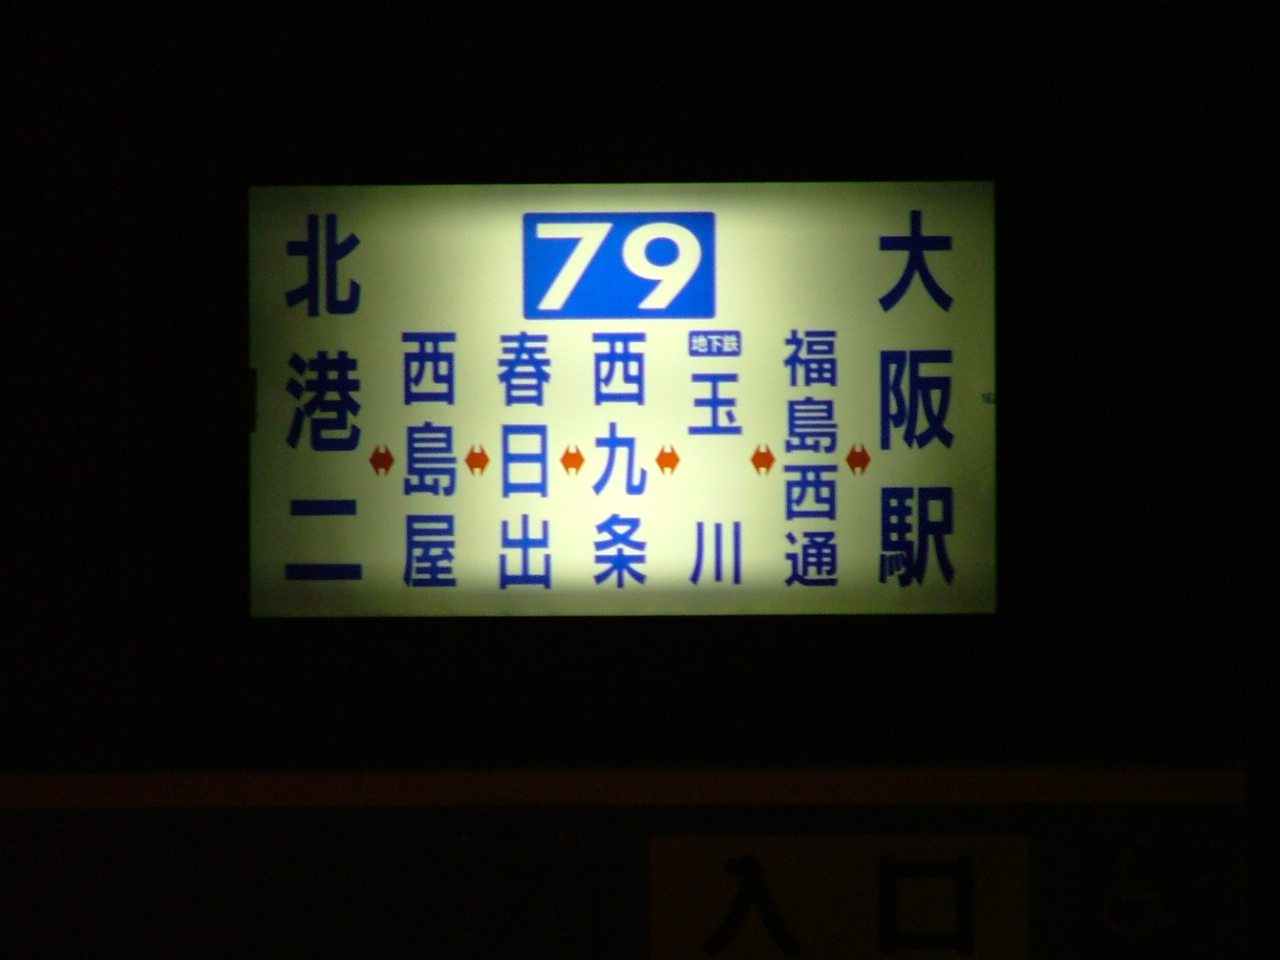 79
北港二
西島屋
春日出
西九条
地下鉄
玉川
福島西通
大阪駅
入口